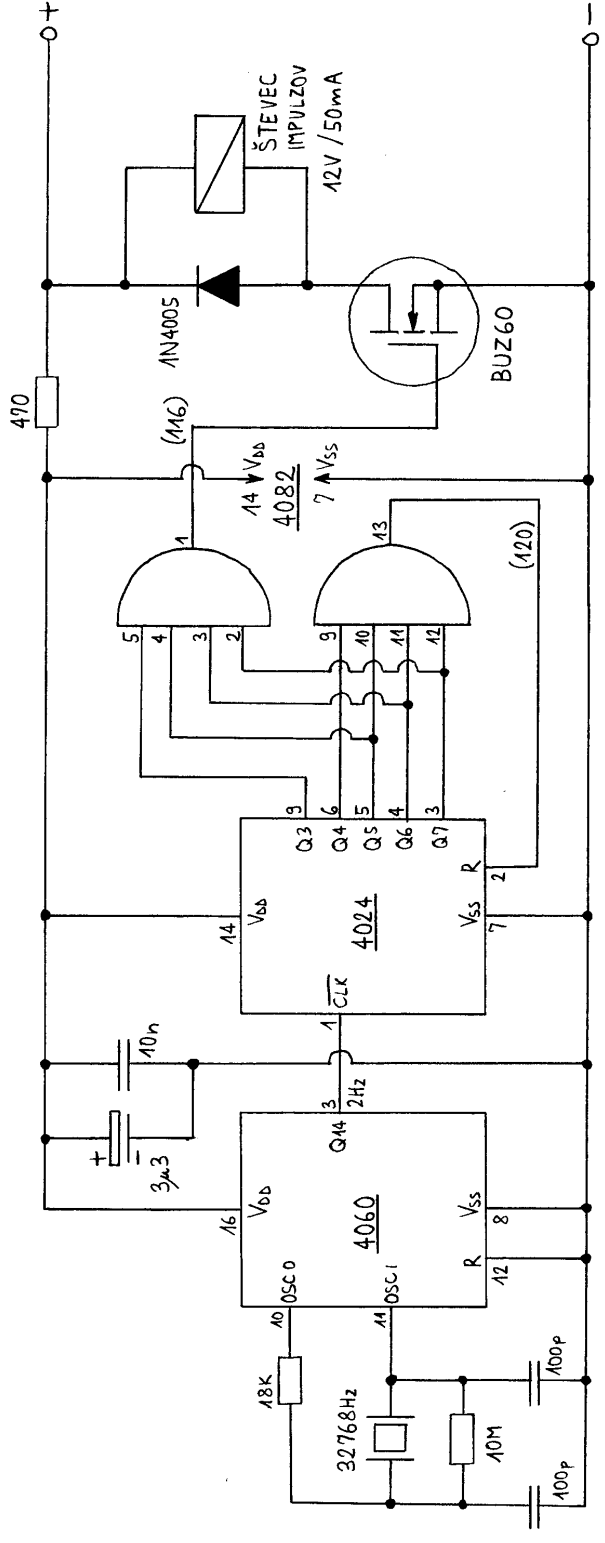 18K
32768Hz
10M
100p
100p
10
OSC O
11
OSC I
16
VDD
4060
R
12
VSS
8
Q14
3
2Hz
+
-
3µ3
10n
1
CLK
14
VDD
4024
VSS
7
R
2
Q3
9
Q4
6
Q5
5
Q6
4
Q7
3
5
4
3
2
1
9
10
11
12
13
(116)
(120)
14 VDD
4082
7 VSS
470
1N4005
ŠTEVEC
IMPULZOV
12V/50mA
BUZ60
+
-